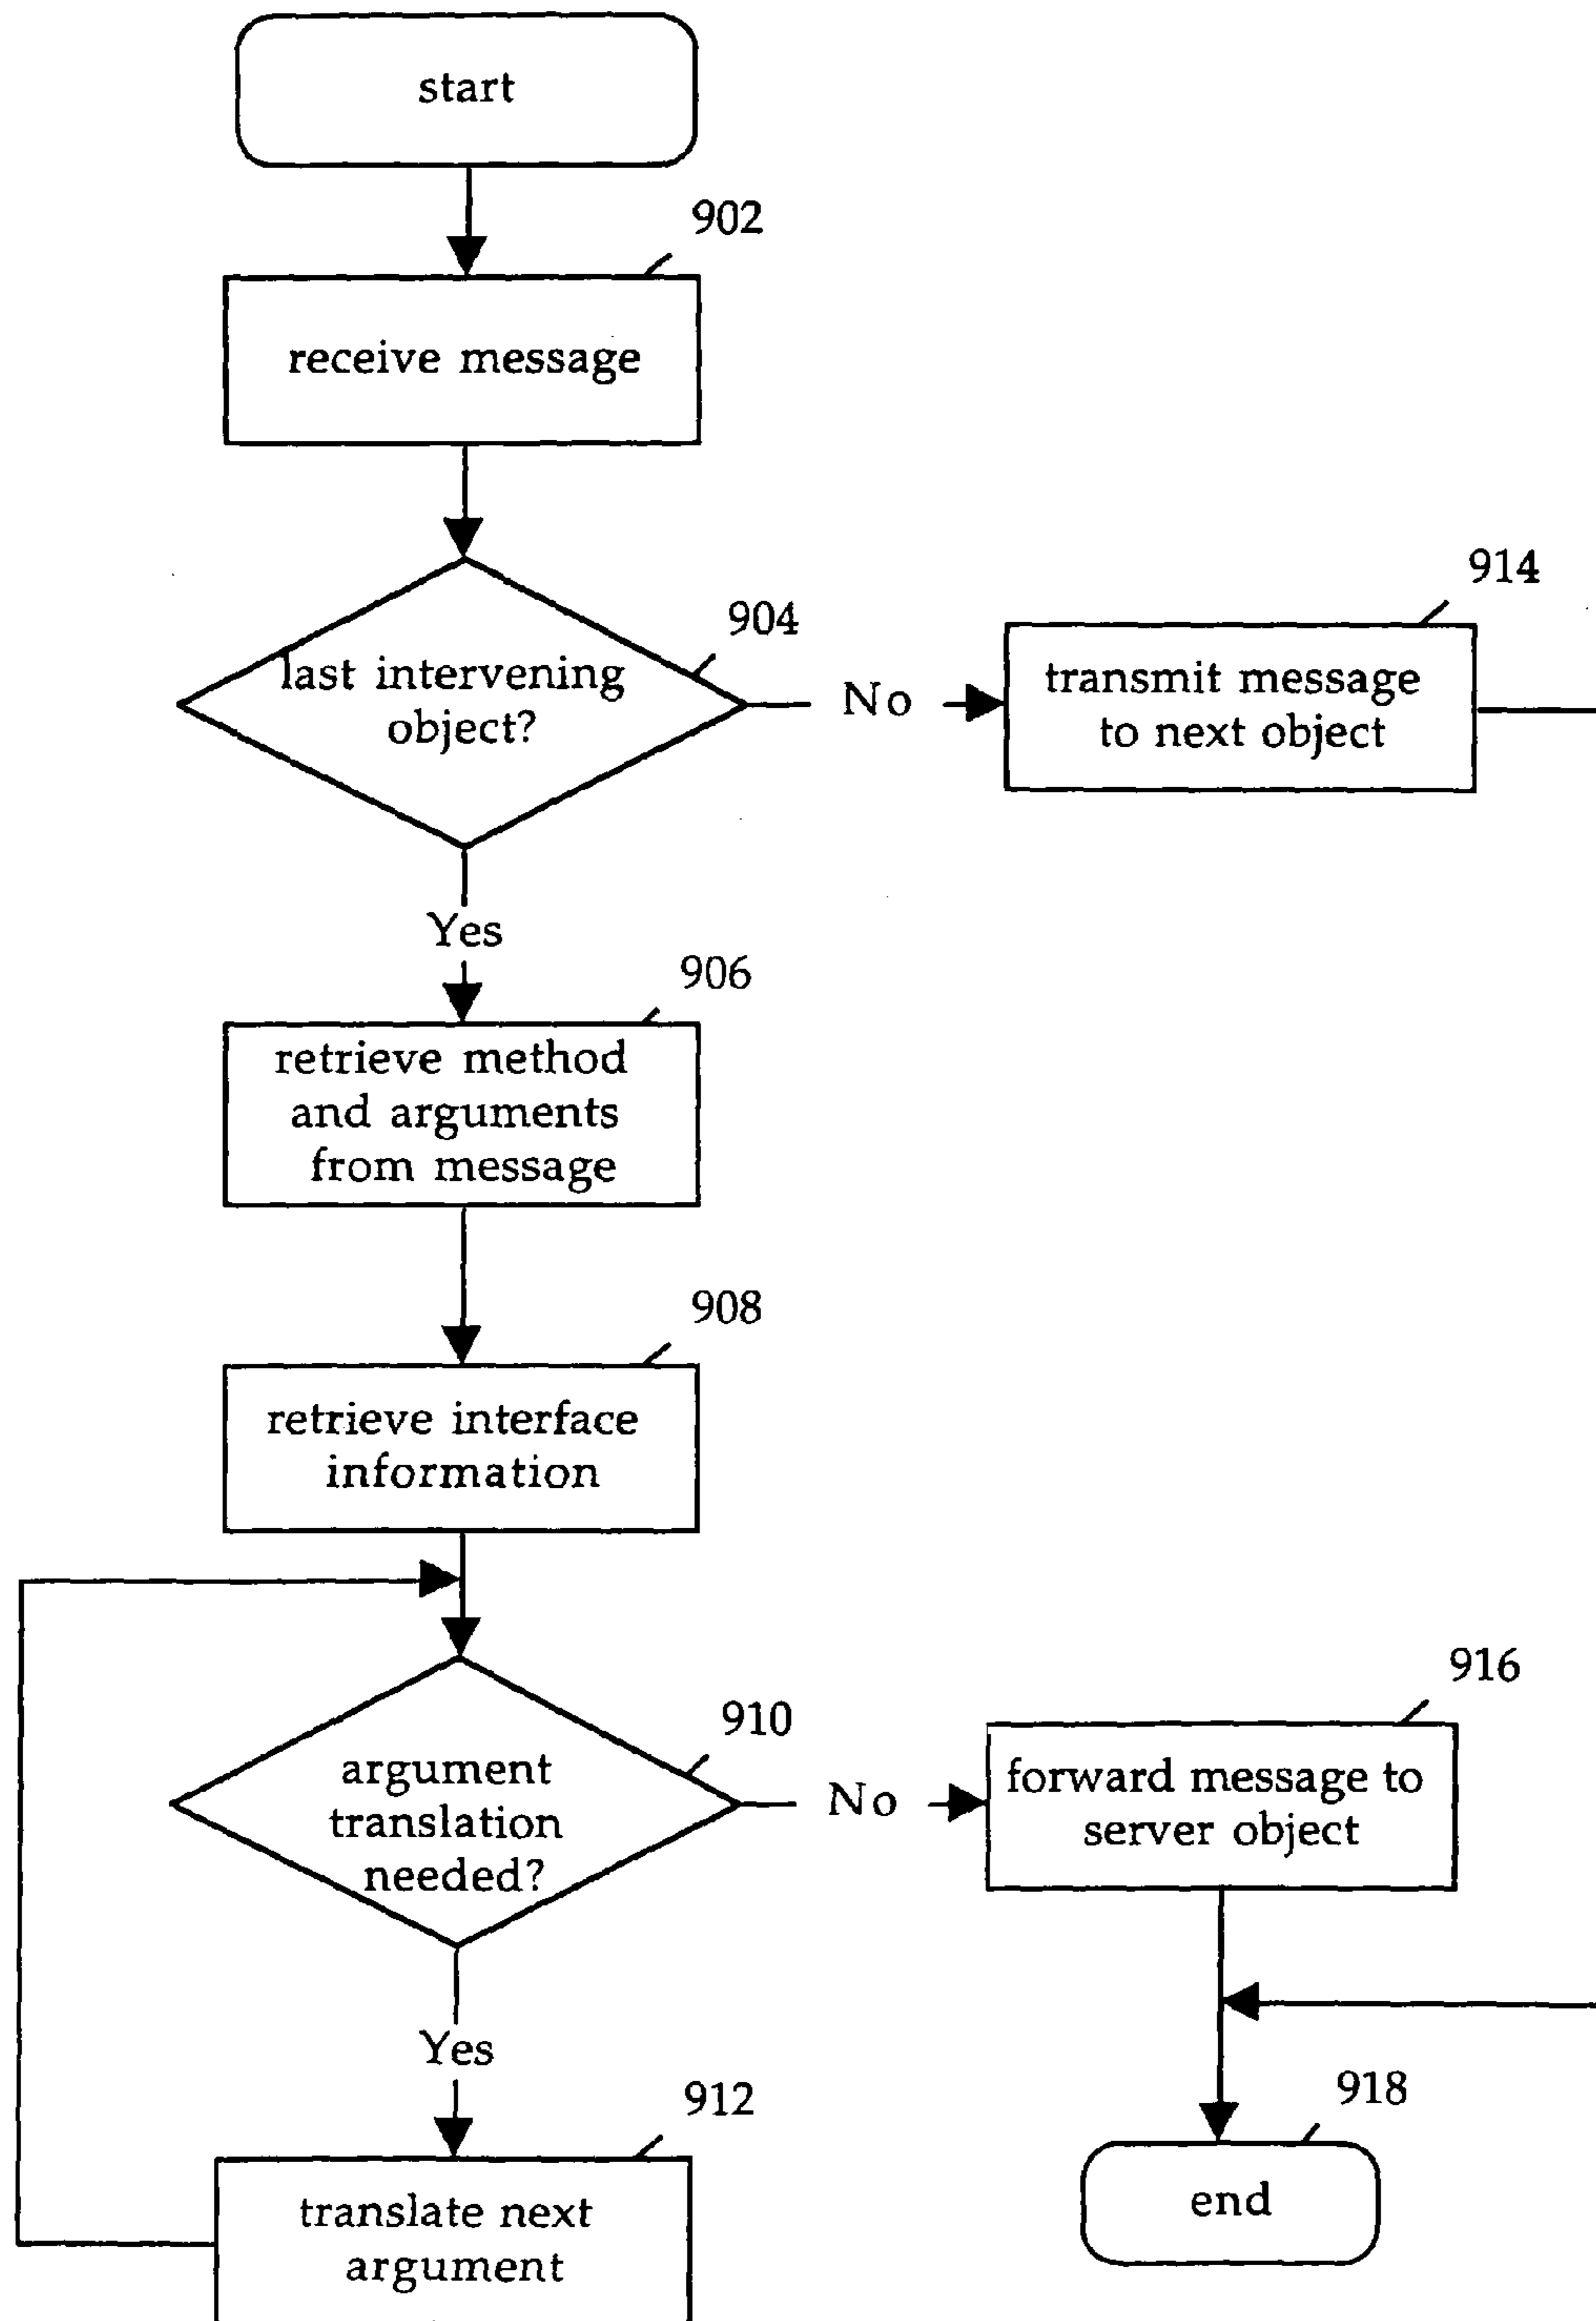 start
902
receive message
904
last intervening
object?
No
914
transmit message
to next object
Yes
906
retrieve method
and arguments
from message
908
retrieve interface
information
910
argument
translation
needed?
No
916
forward message to
server object
Yes
912
translate next
argument
918
end